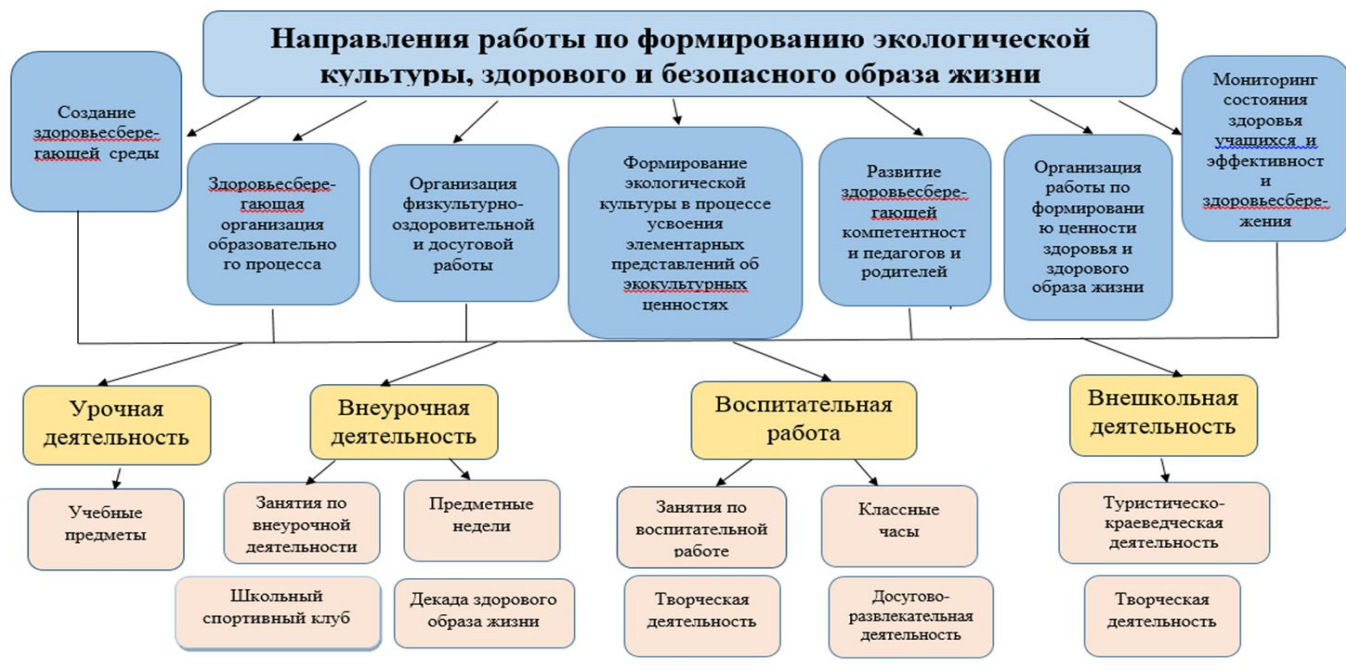 Направления работы по формированию экологической
культуры, здорового и безопасного образа жизни
Создание
здоровьесбере-
гающей среды
Здоровьесбере-
гающая
организация
образовательно
го процесса
Организация
физкультурно-
оздоровительной
и досуговой
работы
Формирование
экологической
культуры в процессе
усвоения
элементарных
представлений об
экокультурных
ценностях
Развитие
здоровьесбере-
гающей
компетентност
и педагогов и
родителей
Организация
работы по
формировани
ю ценности
здоровья и
здорового
образа жизни
Мониторинг
состояния
здоровья
учащихся и
эффективност
и
здоровьесбере-
жения
Урочная
деятельность
Внеурочная
деятельность
Воспитательная
работа
Внешкольная
деятельность
Учебные
предметы
Занятия по
внеурочной
деятельности
Предметные
недели
Занятия по
воспитательной
работе
Классные
часы
Туристическо-
краеведческая
деятельность
Школьный
спортивный клуб
Декада здорового
образа жизни
Творческая
деятельность
Досугово-
развлекательная
деятельность
Творческая
деятельность